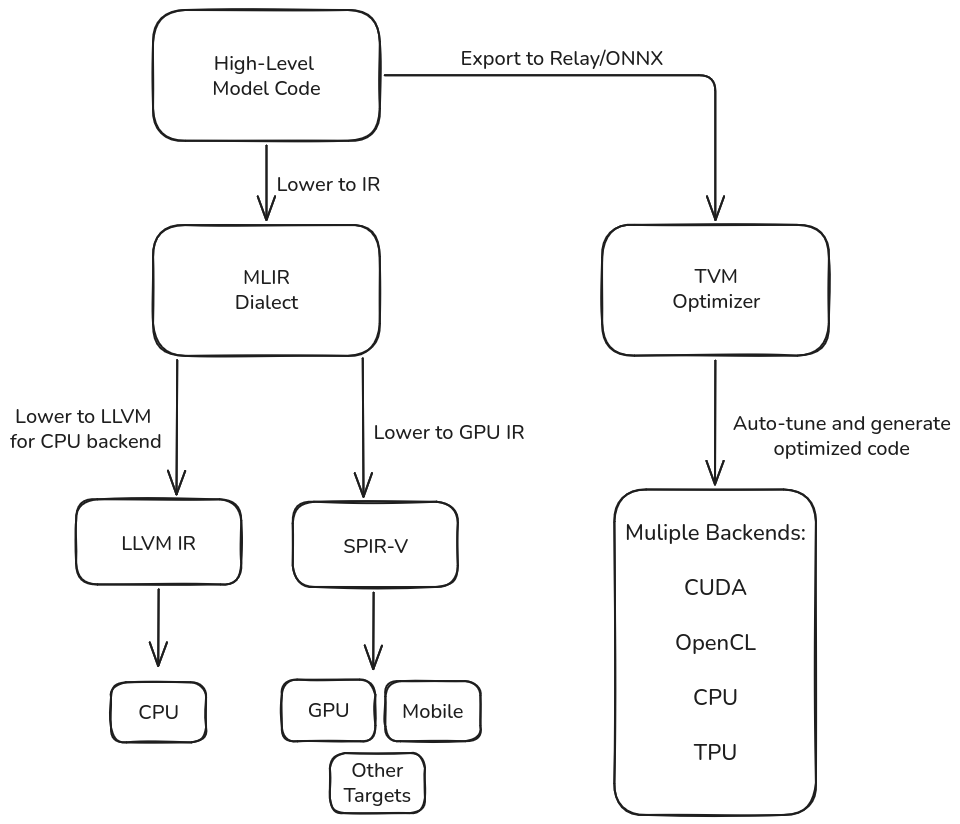 High-Level
Model Code
Export to Relay/ONNX
Lower to IR
MLIR
Dialect
TVM
Optimizer
Lower to LLVM
for CPU backend
Lower to GPU IR
Auto-tune and generate
optimized code
LLVM IR
SPIR-V
Muliple Backends:
CUDA
OpenCL
CPU
TPU
CPU
GPU
Mobile
Other
Targets